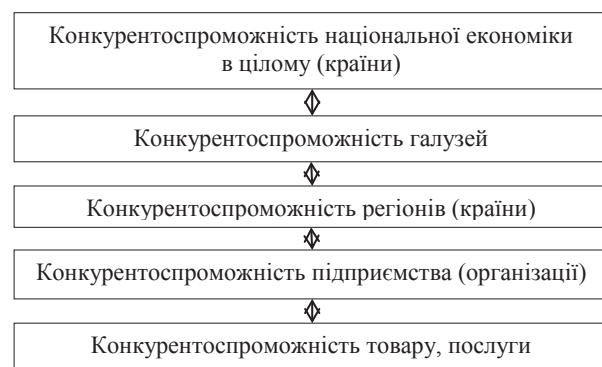 Конкурентоспроможність національної економіки
в цілому (країни)
Конкурентоспроможність галузей
Конкурентоспроможність регіонів (країни)
Конкурентоспроможність підприємства (організації)
Конкурентоспроможність товару, послуги